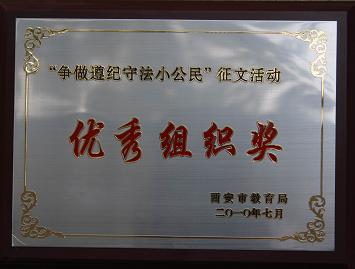 “争做遵纪守法小公民”征文活动
优秀组织奖
西安市教育局
二〇一〇年七月